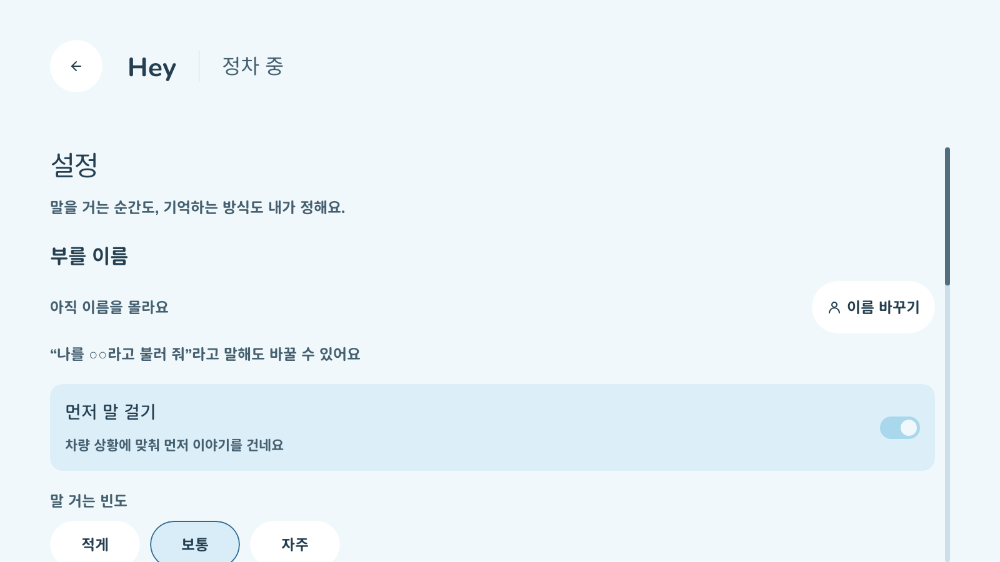 Hey
정차 중
설정
말을 거는 순간도, 기억하는 방식도 내가 정해요.
부를 이름
아직 이름을 몰라요
이름 바꾸기
“나를 ○○라고 불러 줘”라고 말해도 바꿀 수 있어요
먼저 말 걸기
차량 상황에 맞춰 먼저 이야기를 건네요
말 거는 빈도
적게
보통
자주